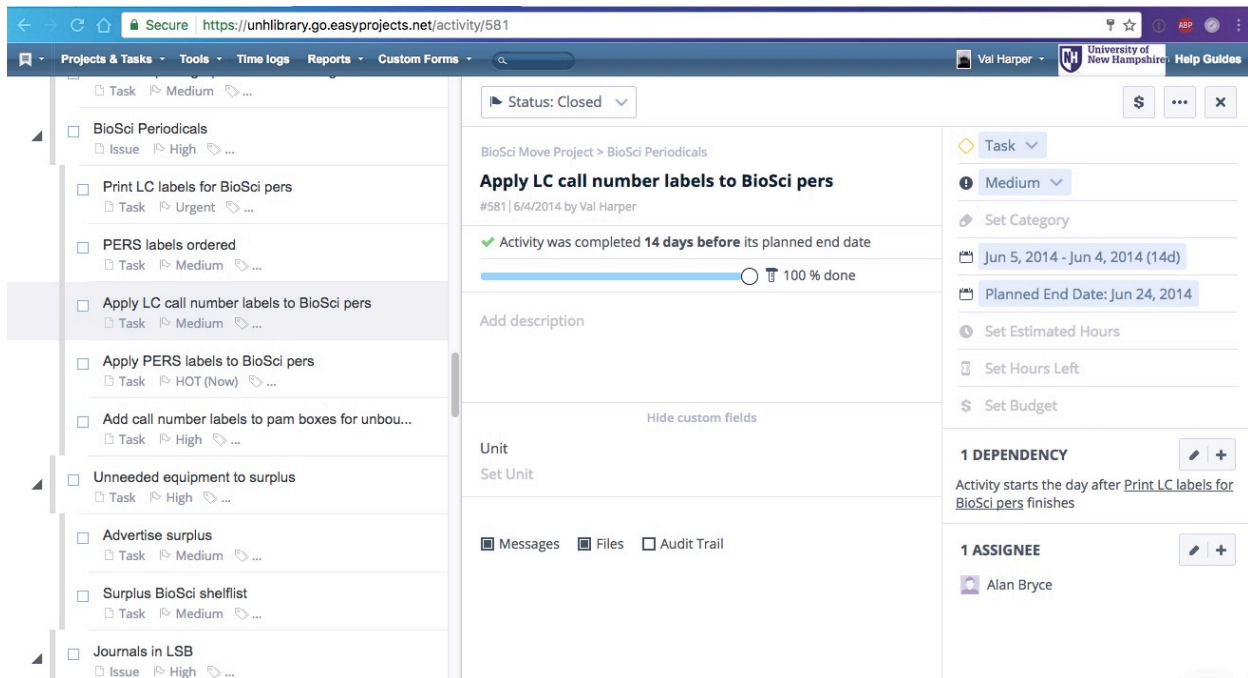 Secure https://unhlibrary.go.easyprojects.net/activity/581
ABP
Projects & Tasks Tools Time logs Reports Custom Forms
Val Harper
NH University of
New Hampshire
Help Guides
Task Medium ...
BioSci Periodicals
Issue High ...
Print LC labels for BioSci pers
Task Urgent ...
PERS labels ordered
Task Medium ...
Apply LC call number labels to BioSci pers
Task Medium ...
Apply PERS labels to BioSci pers
Task HOT (Now) ...
Add call number labels to pam boxes for unbou...
Task High ...
Unneeded equipment to surplus
Task High ...
Advertise surplus
Task Medium ...
Surplus BioSci shelflist
Task Medium ...
Journals in LSB
Issue High ...
Status: Closed
$ ... ×
BioSci Move Project > BioSci Periodicals
Apply LC call number labels to BioSci pers
#581 | 6/4/2014 by Val Harper
Activity was completed 14 days before its planned end date
100 % done
Add description
Hide custom fields
Unit
Set Unit
Messages Files Audit Trail
Task
Medium
Set Category
Jun 5, 2014 - Jun 4, 2014 (14d)
Planned End Date: Jun 24, 2014
Set Estimated Hours
Set Hours Left
$ Set Budget
1 DEPENDENCY
Activity starts the day after Print LC labels for
BioSci pers finishes
1 ASSIGNEE
Alan Bryce